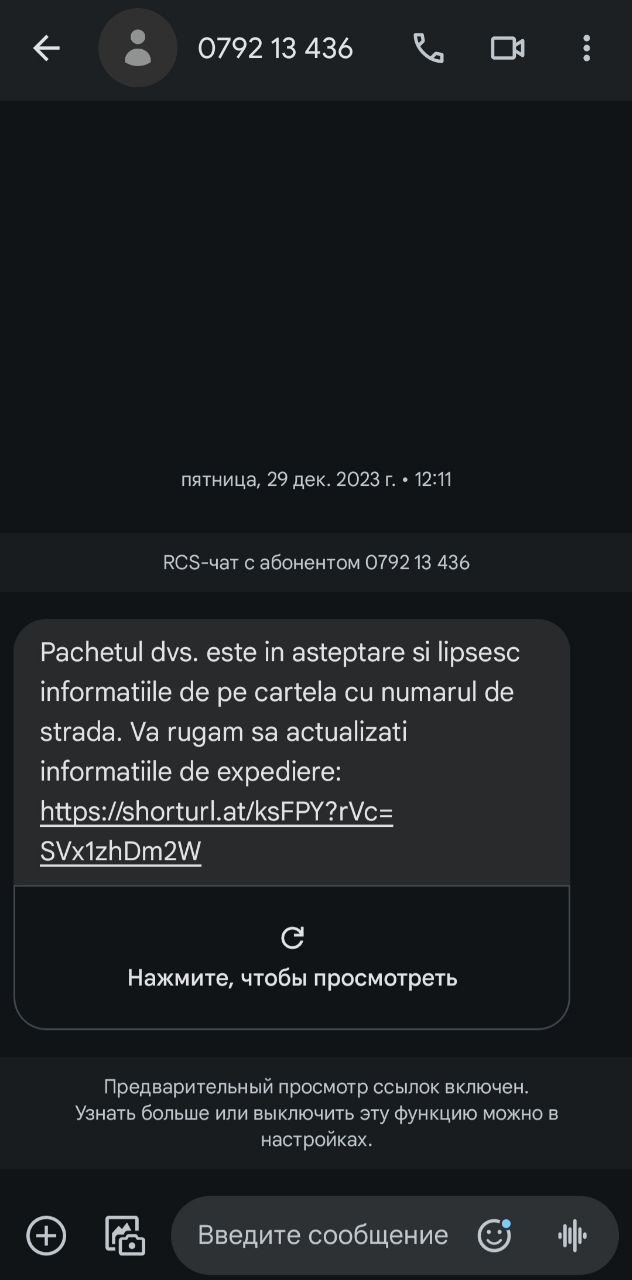 0792 13 436
пятница, 29 дек. 2023 г. • 12:11
RCS-чат с абонентом 0792 13 436
Pachetul dvs. este in asteptare si lipsesc
informatiile de pe cartela cu numarul de
strada. Va rugam sa actualizati
informatiile de expediere:
https://shorturl.at/ksFPY?rVc=
SVx1zhDm2W
Нажмите, чтобы просмотреть
Предварительный просмотр ссылок включен.
Узнать больше или выключить эту функцию можно в
настройках.
Введите сообщение